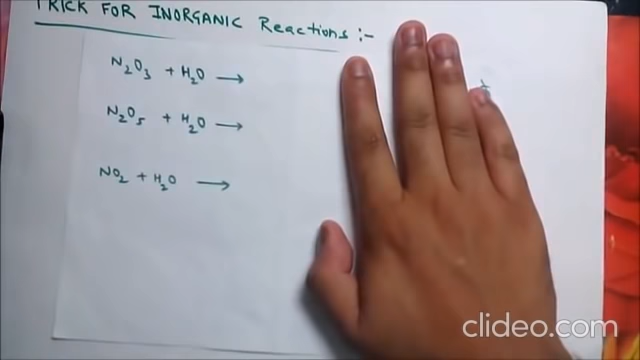 TRICK FOR INORGANIC Reactions :-
N₂O₃ + H₂O ⟶
N₂O₅ + H₂O ⟶
NO₂ + H₂O ⟶
clideo.com